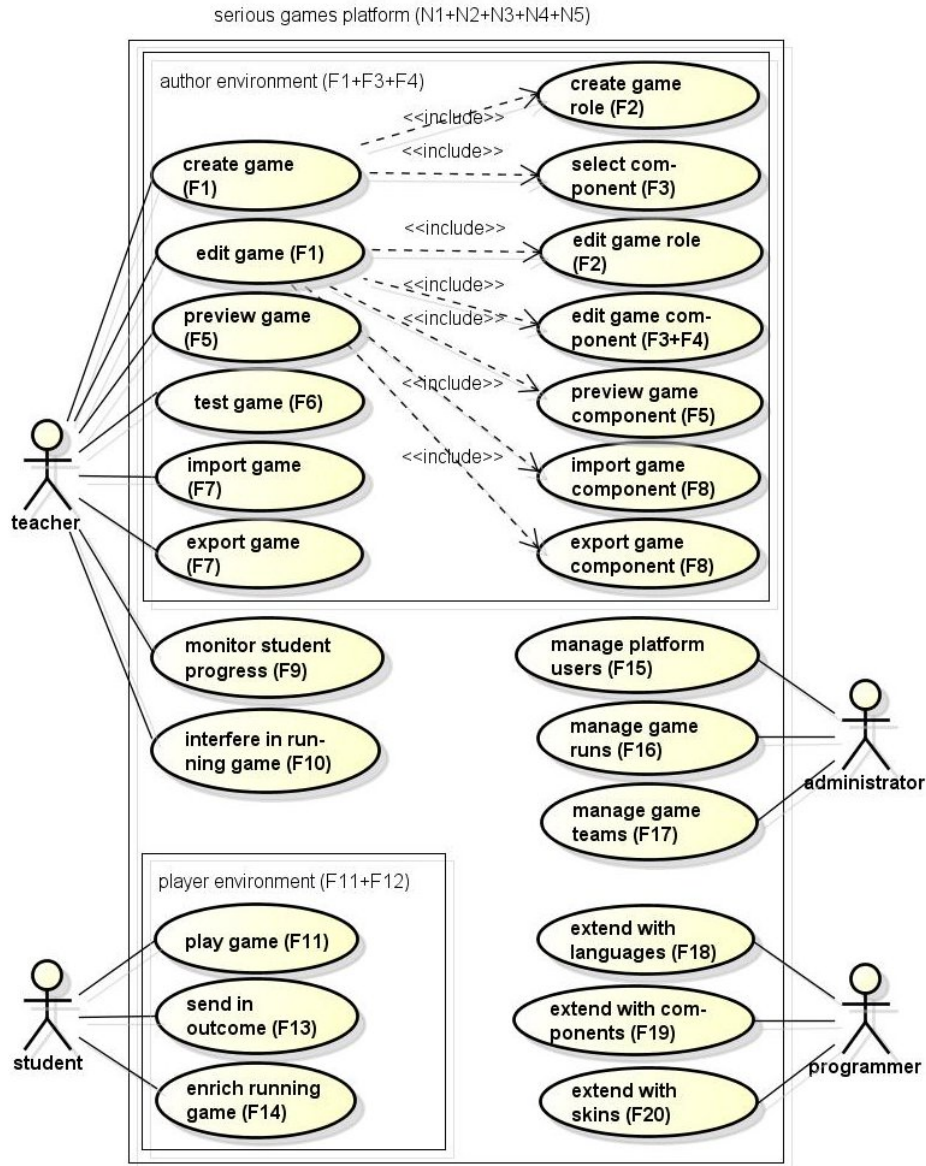 serious games platform (N1+N2+N3+N4+N5)
author environment (F1+F3+F4)
create game
role (F2)
<<include>>
<<include>>
create game
(F1)
select com-
ponent (F3)
<<include>>
edit game (F1)
edit game role
(F2)
<<include>>
<<include>>
preview game
(F5)
edit game com-
ponent (F3+F4)
<<include>>
test game (F6)
preview game
component (F5)
<<include>>
import game
(F7)
import game
component (F8)
teacher
export game
(F7)
export game
component (F8)
monitor student
progress (F9)
manage platform
users (F15)
interfere in run-
ning game (F10)
manage game
runs (F16)
administrator
manage game
teams (F17)
player environment (F11+F12)
play game (F11)
extend with
languages (F18)
send in
outcome (F13)
extend with com-
ponents (F19)
student
programmer
enrich running
game (F14)
extend with
skins (F20)